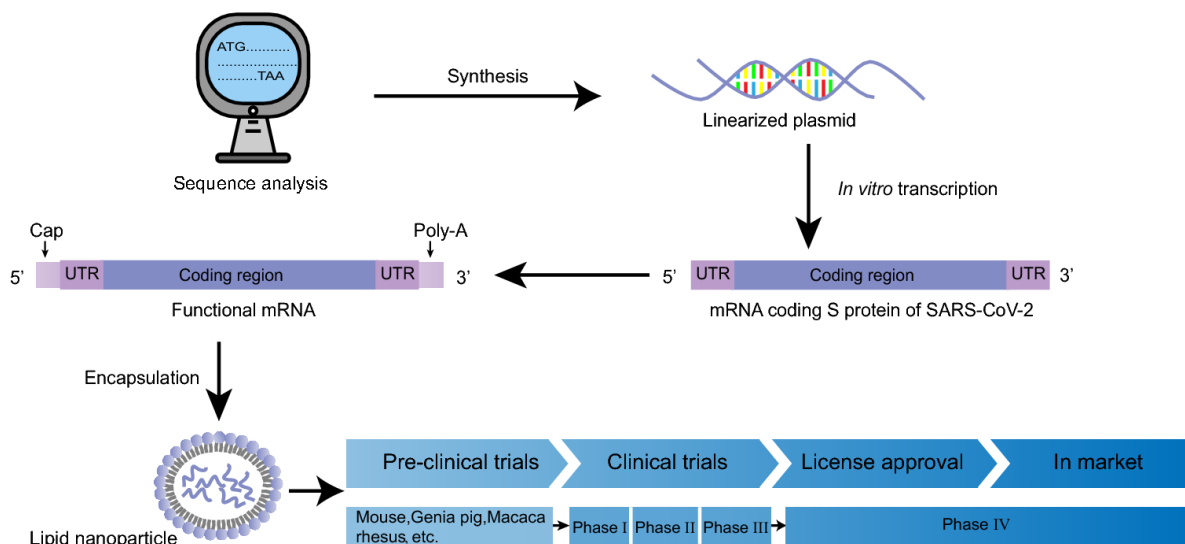 ATG...........
......................
...........TAA
Synthesis
Linearized plasmid
Sequence analysis
In vitro transcription
Cap
Poly-A
5’ UTR Coding region UTR 3’
Functional mRNA
5’ UTR Coding region UTR 3’
mRNA coding S protein of SARS-CoV-2
Encapsulation
Lipid nanoparticle
Pre-clinical trials
Clinical trials
License approval
In market
Mouse,Genia pig,Macaca
rhesus, etc.
Phase I
Phase II
Phase III
Phase IV